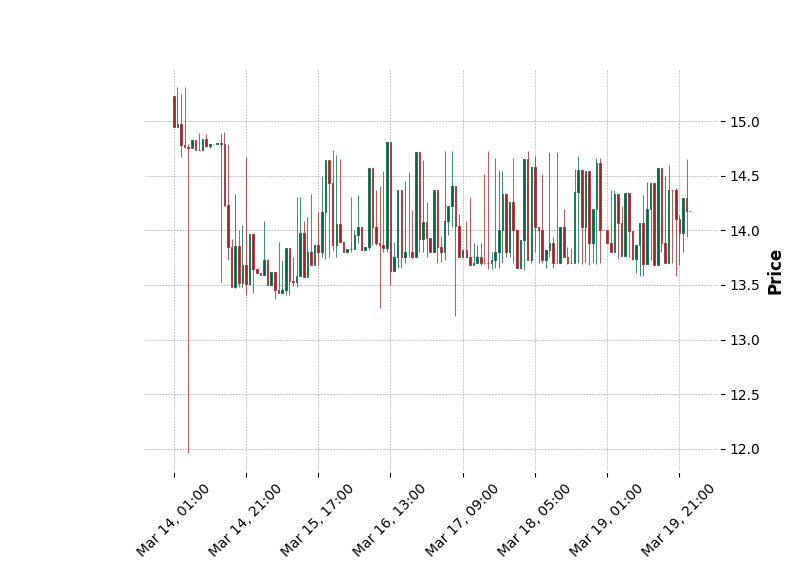 15.0
14.5
14.0
13.5
13.0
12.5
12.0
Price
Mar 14, 01:00
Mar 14, 21:00
Mar 15, 17:00
Mar 16, 13:00
Mar 17, 09:00
Mar 18, 05:00
Mar 19, 01:00
Mar 19, 21:00